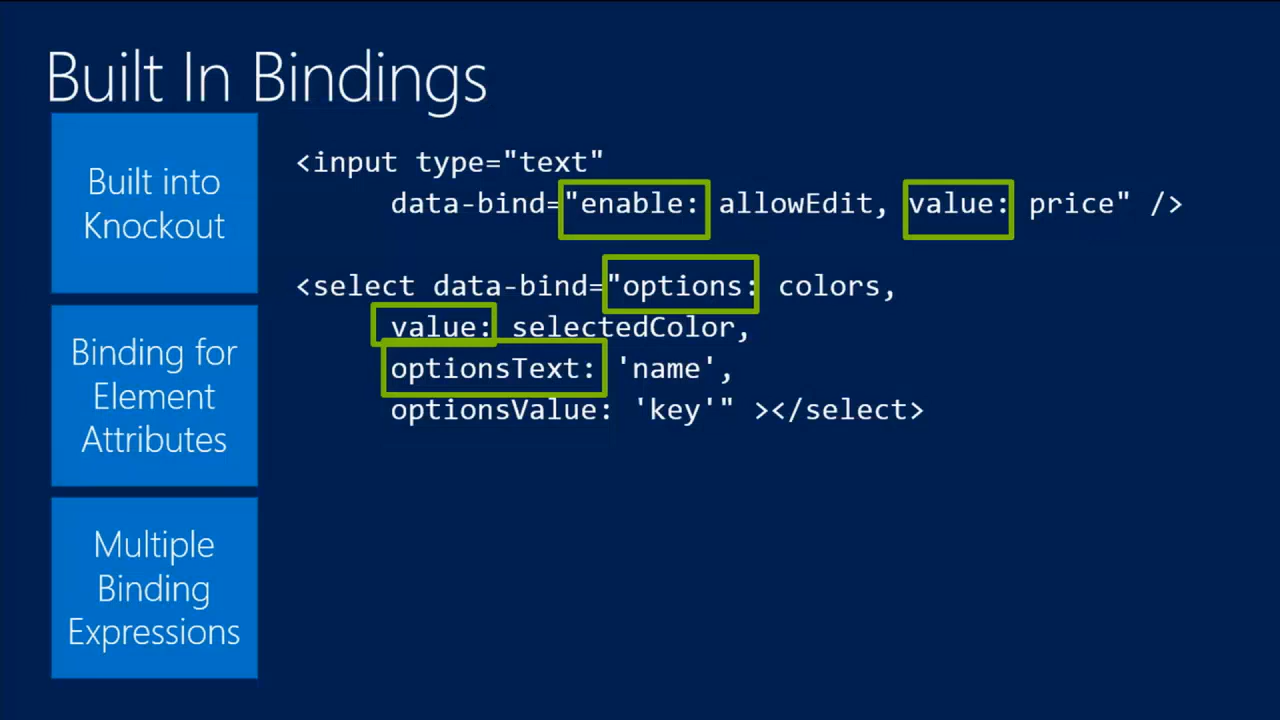 Built In Bindings
Built into
Knockout
Binding for
Element
Attributes
Multiple
Binding
Expressions
<input type="text"
data-bind="enable: allowEdit, value: price" />
<select data-bind="options: colors,
value: selectedColor,
optionsText: 'name',
optionsValue: 'key'" ></select>